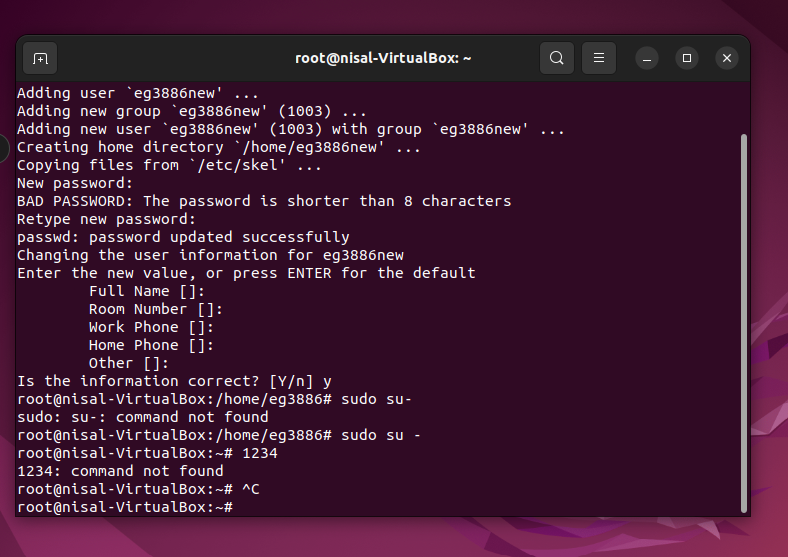 root@nisal-VirtualBox: ~
Adding user `eg3886new' ...
Adding new group `eg3886new' (1003) ...
Adding new user `eg3886new' (1003) with group `eg3886new' ...
Creating home directory `/home/eg3886new' ...
Copying files from `/etc/skel' ...
New password:
BAD PASSWORD: The password is shorter than 8 characters
Retype new password:
passwd: password updated successfully
Changing the user information for eg3886new
Enter the new value, or press ENTER for the default
        Full Name []:
        Room Number []:
        Work Phone []:
        Home Phone []:
        Other []:
Is the information correct? [Y/n] y
root@nisal-VirtualBox:/home/eg3886# sudo su-
sudo: su-: command not found
root@nisal-VirtualBox:/home/eg3886# sudo su -
root@nisal-VirtualBox:~# 1234
1234: command not found
root@nisal-VirtualBox:~# ^C
root@nisal-VirtualBox:~#